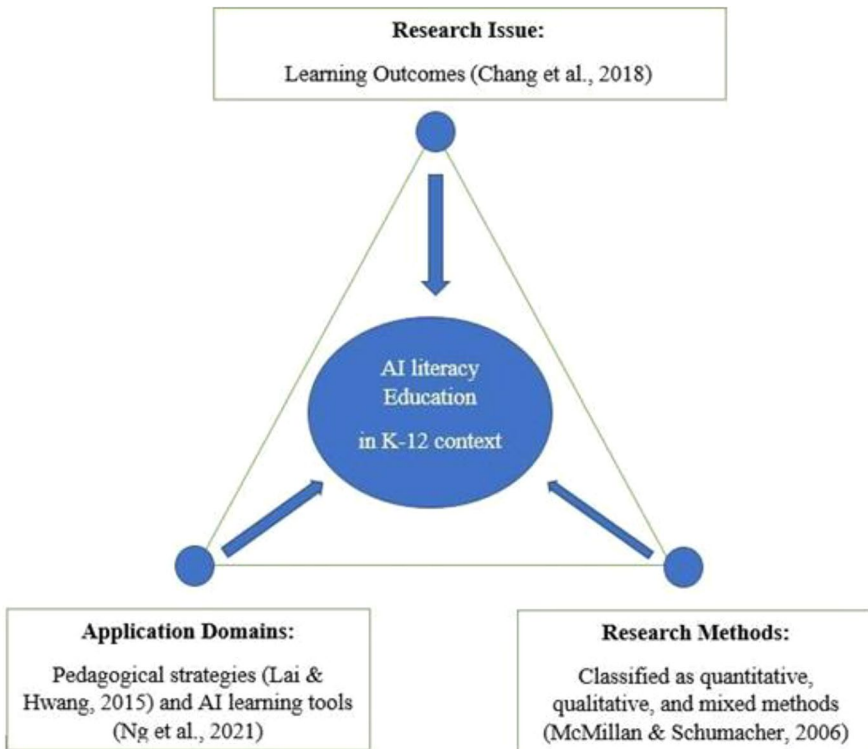 Research Issue:
Learning Outcomes (Chang et al., 2018)
AI literacy
Education
in K-12 context
Application Domains:
Pedagogical strategies (Lai &
Hwang, 2015) and AI learning tools
(Ng et al., 2021)
Research Methods:
Classified as quantitative,
qualitative, and mixed methods
(McMillan & Schumacher, 2006)